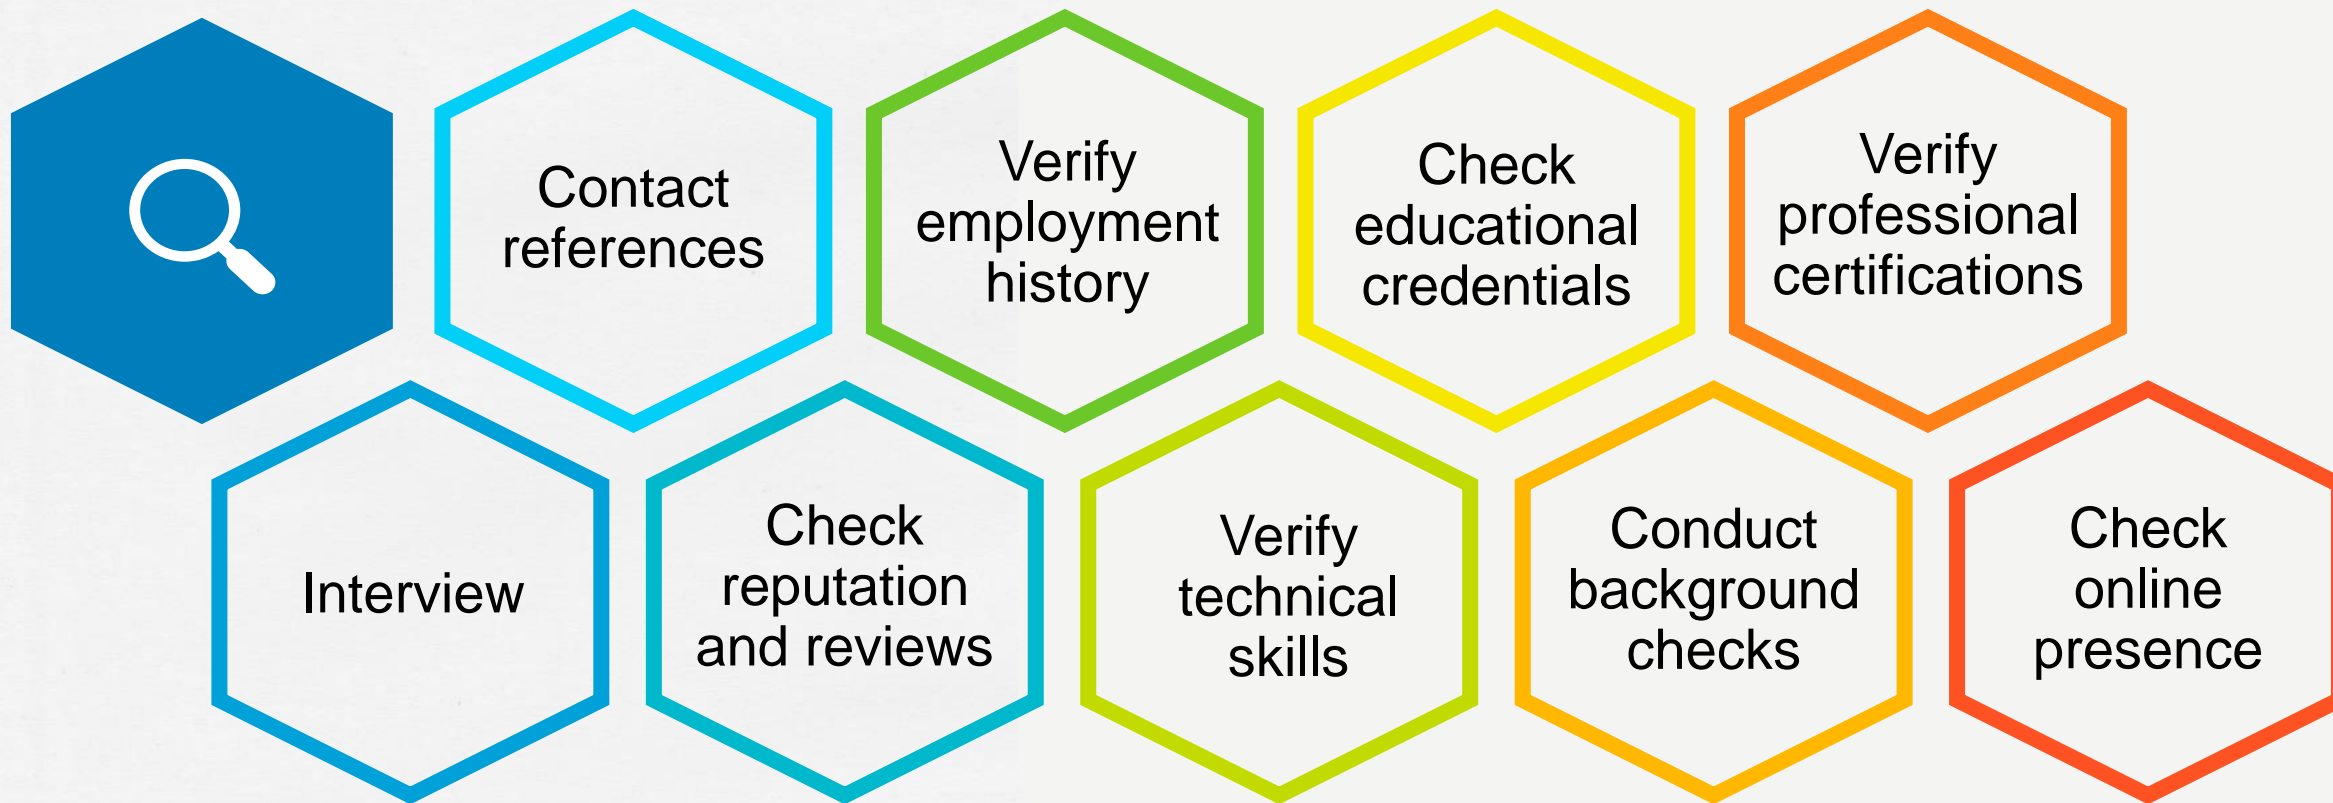 Contact
references
Verify
employment
history
Check
educational
credentials
Verify
professional
certifications
Interview
Check
reputation
and reviews
Verify
technical
skills
Conduct
background
checks
Check
online
presence